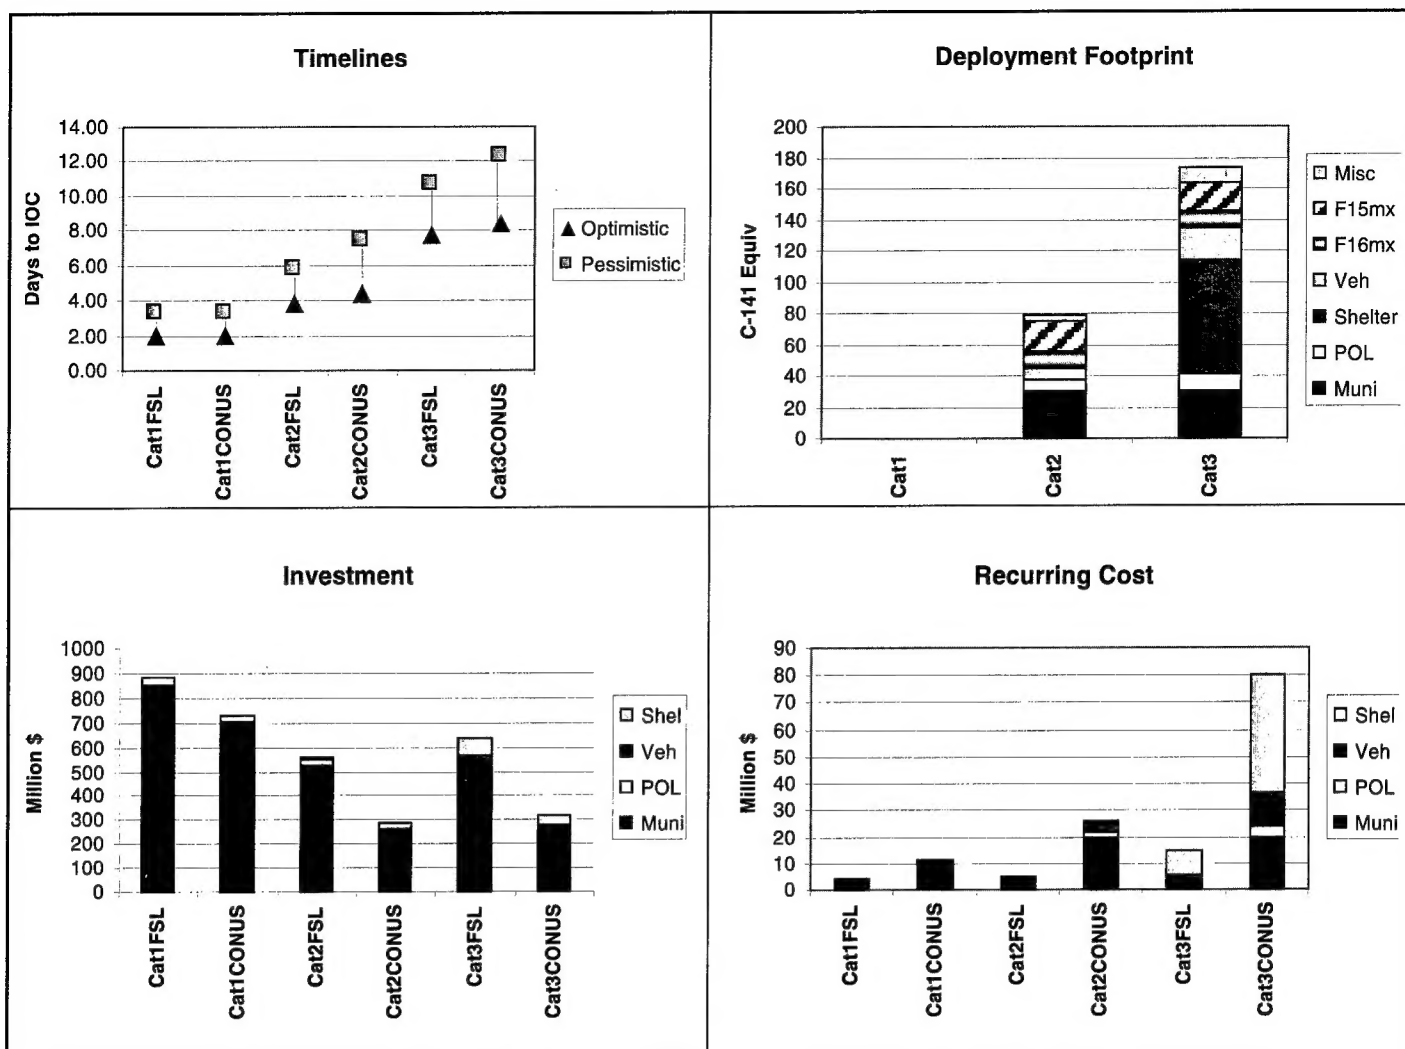 Timelines
14.00
12.00
10.00
8.00
6.00
4.00
2.00
0.00
Days to IOC
Cat1FSL
Cat1CONUS
Cat2FSL
Cat2CONUS
Cat3FSL
Cat3CONUS
Optimistic
Pessimistic
Deployment Footprint
200
180
160
140
120
100
80
60
40
20
0
C-141 Equiv
Cat1
Cat2
Cat3
Misc
F15mx
F16mx
Veh
Shelter
POL
Muni
Investment
1000
900
800
700
600
500
400
300
200
100
0
Million $
Cat1FSL
Cat1CONUS
Cat2FSL
Cat2CONUS
Cat3FSL
Cat3CONUS
Shel
Veh
POL
Muni
Recurring Cost
90
80
70
60
50
40
30
20
10
0
Million $
Cat1FSL
Cat1CONUS
Cat2FSL
Cat2CONUS
Cat3FSL
Cat3CONUS
Shel
Veh
POL
Muni